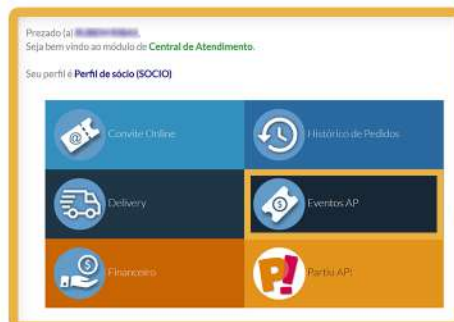 Prezado (a)
Seja bem vindo ao módulo de Central de Atendimento.
Seu perfil é Perfil de sócio (SOCIO)
Convite Online
Histórico de Pedidos
Delivery
Eventos AP
Financeiro
Partiu AP!